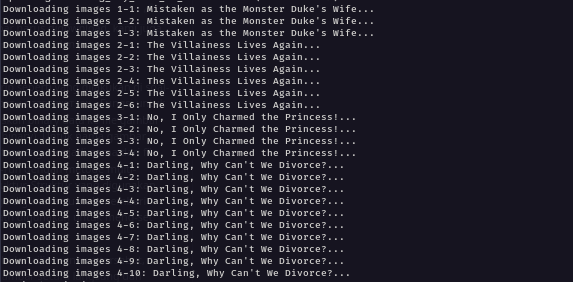 Downloading images 1-1: Mistaken as the Monster Duke's Wife...
Downloading images 1-2: Mistaken as the Monster Duke's Wife...
Downloading images 1-3: Mistaken as the Monster Duke's Wife...
Downloading images 2-1: The Villainess Lives Again...
Downloading images 2-2: The Villainess Lives Again...
Downloading images 2-3: The Villainess Lives Again...
Downloading images 2-4: The Villainess Lives Again...
Downloading images 2-5: The Villainess Lives Again...
Downloading images 2-6: The Villainess Lives Again...
Downloading images 3-1: No, I Only Charmed the Princess!...
Downloading images 3-2: No, I Only Charmed the Princess!...
Downloading images 3-3: No, I Only Charmed the Princess!...
Downloading images 3-4: No, I Only Charmed the Princess!...
Downloading images 4-1: Darling, Why Can't We Divorce?...
Downloading images 4-2: Darling, Why Can't We Divorce?...
Downloading images 4-3: Darling, Why Can't We Divorce?...
Downloading images 4-4: Darling, Why Can't We Divorce?...
Downloading images 4-5: Darling, Why Can't We Divorce?...
Downloading images 4-6: Darling, Why Can't We Divorce?...
Downloading images 4-7: Darling, Why Can't We Divorce?...
Downloading images 4-8: Darling, Why Can't We Divorce?...
Downloading images 4-9: Darling, Why Can't We Divorce?...
Downloading images 4-10: Darling, Why Can't We Divorce?...